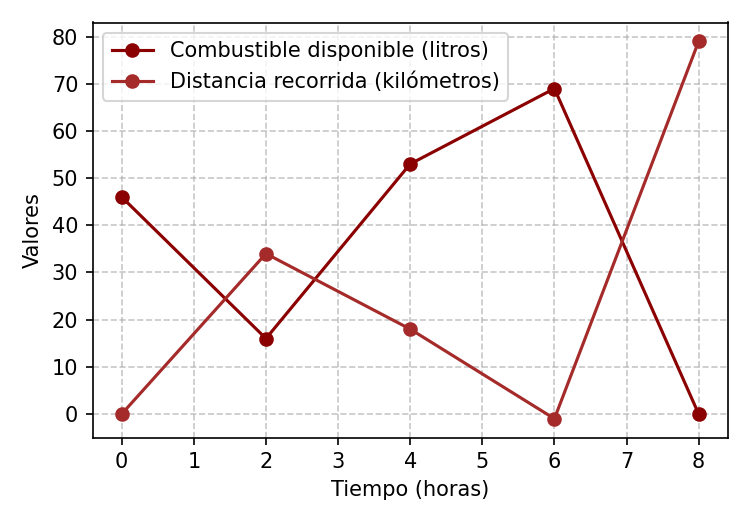 Combustible disponible (litros)
Distancia recorrida (kilómetros)
Valores
80
70
60
50
40
30
20
10
0
0 1 2 3 4 5 6 7 8
Tiempo (horas)